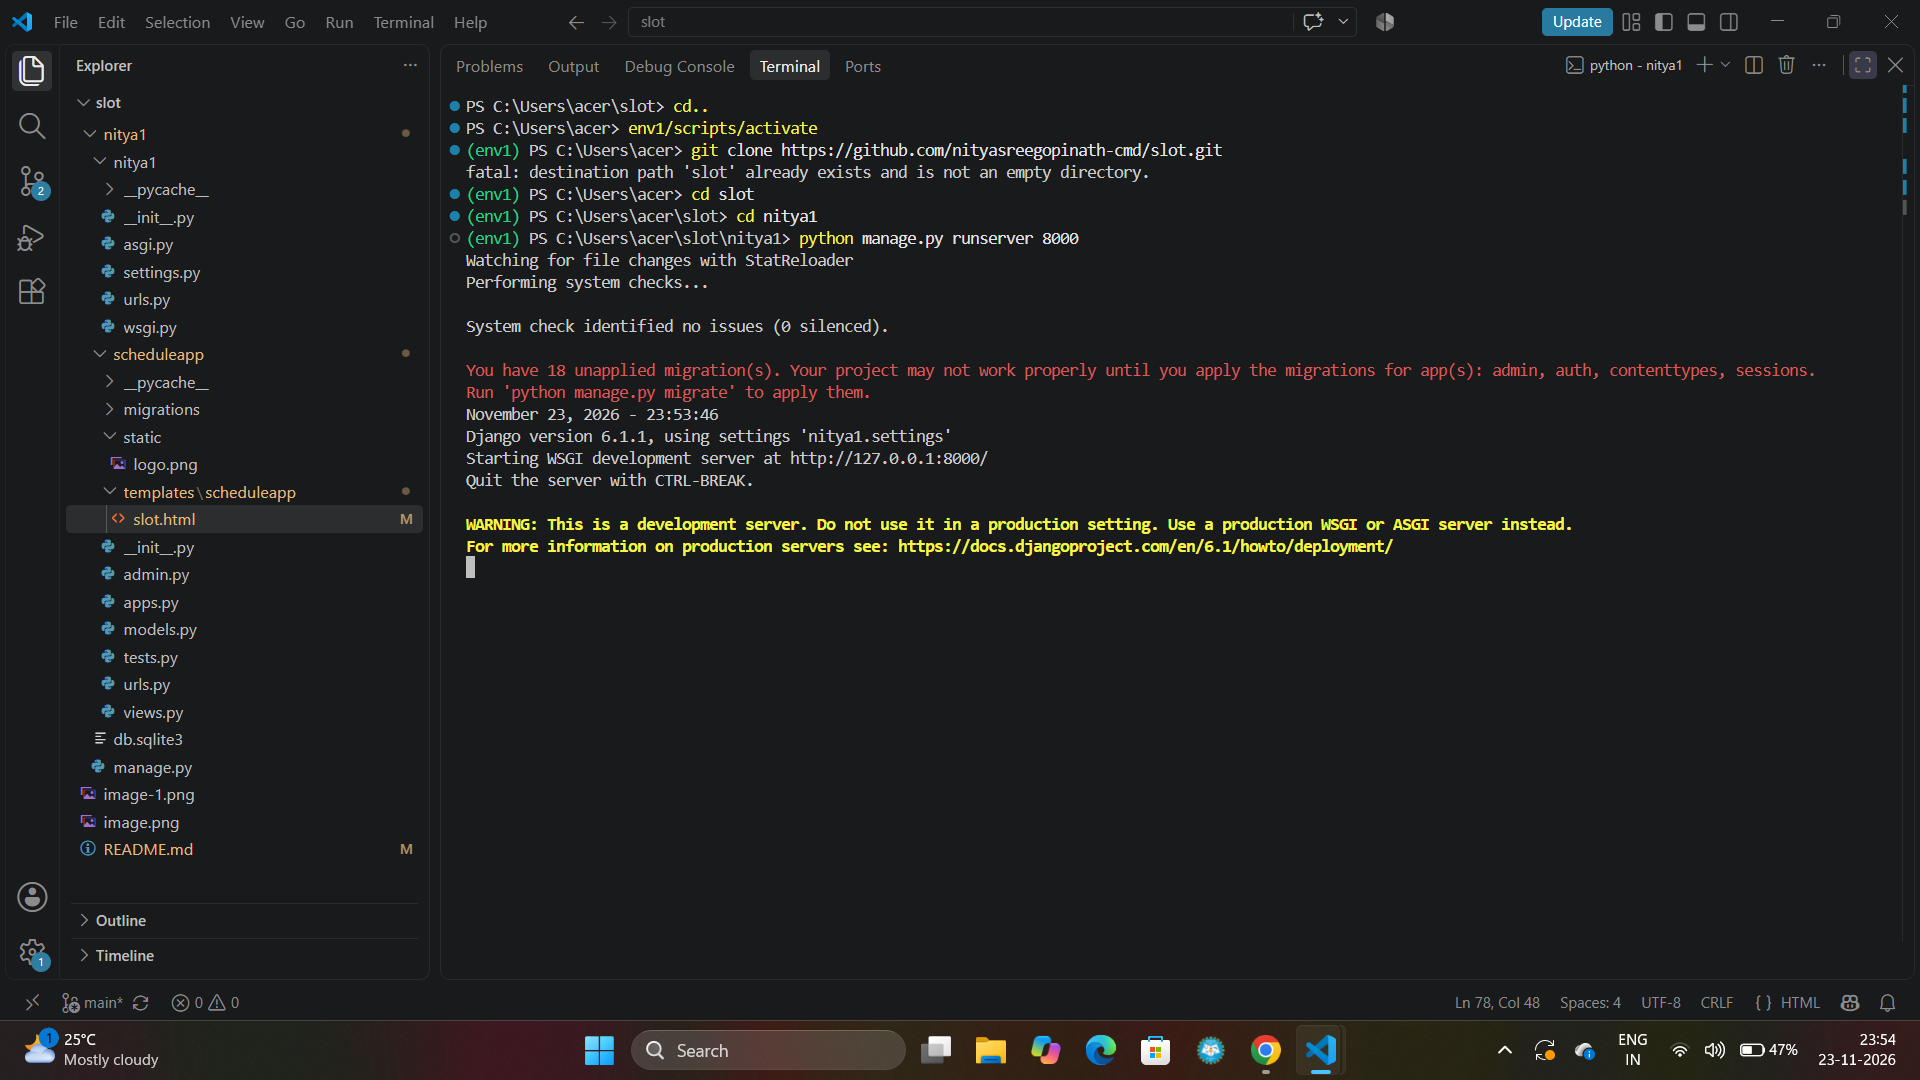 File Edit Selection View Go Run Terminal Help
slot
Update
Explorer
slot
nitya1
nitya1
__pycache__
__init__.py
asgi.py
settings.py
urls.py
wsgi.py
scheduleapp
__pycache__
migrations
static
logo.png
templates\scheduleapp
slot.html M
__init__.py
admin.py
apps.py
models.py
tests.py
urls.py
views.py
db.sqlite3
manage.py
image-1.png
image.png
README.md M
Outline
Timeline
2
1
Problems Output Debug Console Terminal Ports
python - nitya1
PS C:\Users\acer\slot> cd..
PS C:\Users\acer> env1/scripts/activate
(env1) PS C:\Users\acer> git clone https://github.com/nityasreegopinath-cmd/slot.git
fatal: destination path 'slot' already exists and is not an empty directory.
(env1) PS C:\Users\acer> cd slot
(env1) PS C:\Users\acer\slot> cd nitya1
(env1) PS C:\Users\acer\slot\nitya1> python manage.py runserver 8000
Watching for file changes with StatReloader
Performing system checks...
System check identified no issues (0 silenced).
You have 18 unapplied migration(s). Your project may not work properly until you apply the migrations for app(s): admin, auth, contenttypes, sessions.
Run 'python manage.py migrate' to apply them.
November 23, 2026 - 23:53:46
Django version 6.1.1, using settings 'nitya1.settings'
Starting WSGI development server at http://127.0.0.1:8000/
Quit the server with CTRL-BREAK.
WARNING: This is a development server. Do not use it in a production setting. Use a production WSGI or ASGI server instead.
For more information on production servers see: https://docs.djangoproject.com/en/6.1/howto/deployment/
main* 0 0
Ln 78, Col 48 Spaces: 4 UTF-8 CRLF { } HTML
1
25°C
Mostly cloudy
Search
ENG
IN
47%
23:54
23-11-2026